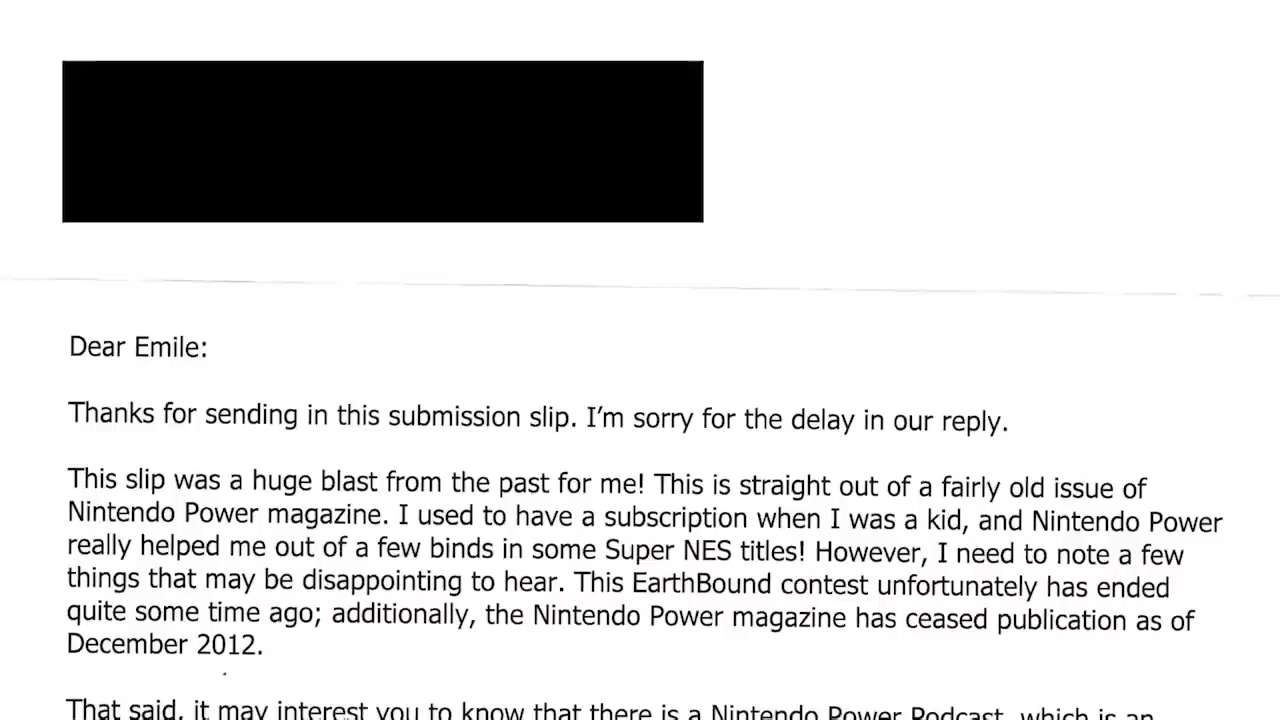 Dear Emile:
Thanks for sending in this submission slip. I’m sorry for the delay in our reply.
This slip was a huge blast from the past for me! This is straight out of a fairly old issue of
Nintendo Power magazine. I used to have a subscription when I was a kid, and Nintendo Power
really helped me out of a few binds in some Super NES titles! However, I need to note a few
things that may be disappointing to hear. This EarthBound contest unfortunately has ended
quite some time ago; additionally, the Nintendo Power magazine has ceased publication as of
December 2012.
That said, it may interest you to know that there is a Nintendo Power Podcast, which is an